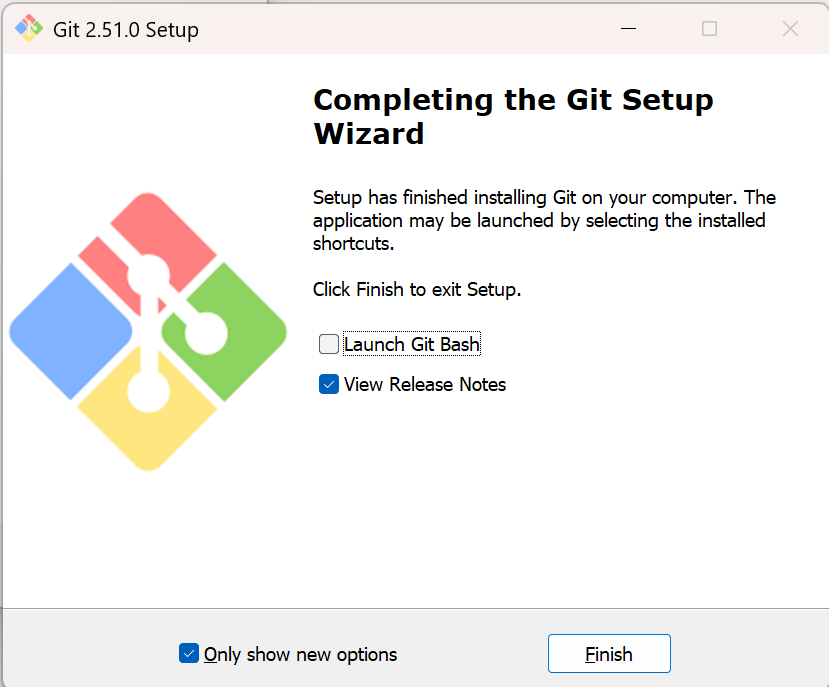 Git 2.51.0 Setup
Completing the Git Setup
Wizard
Setup has finished installing Git on your computer. The
application may be launched by selecting the installed
shortcuts.
Click Finish to exit Setup.
Launch Git Bash
View Release Notes
Only show new options
Finish